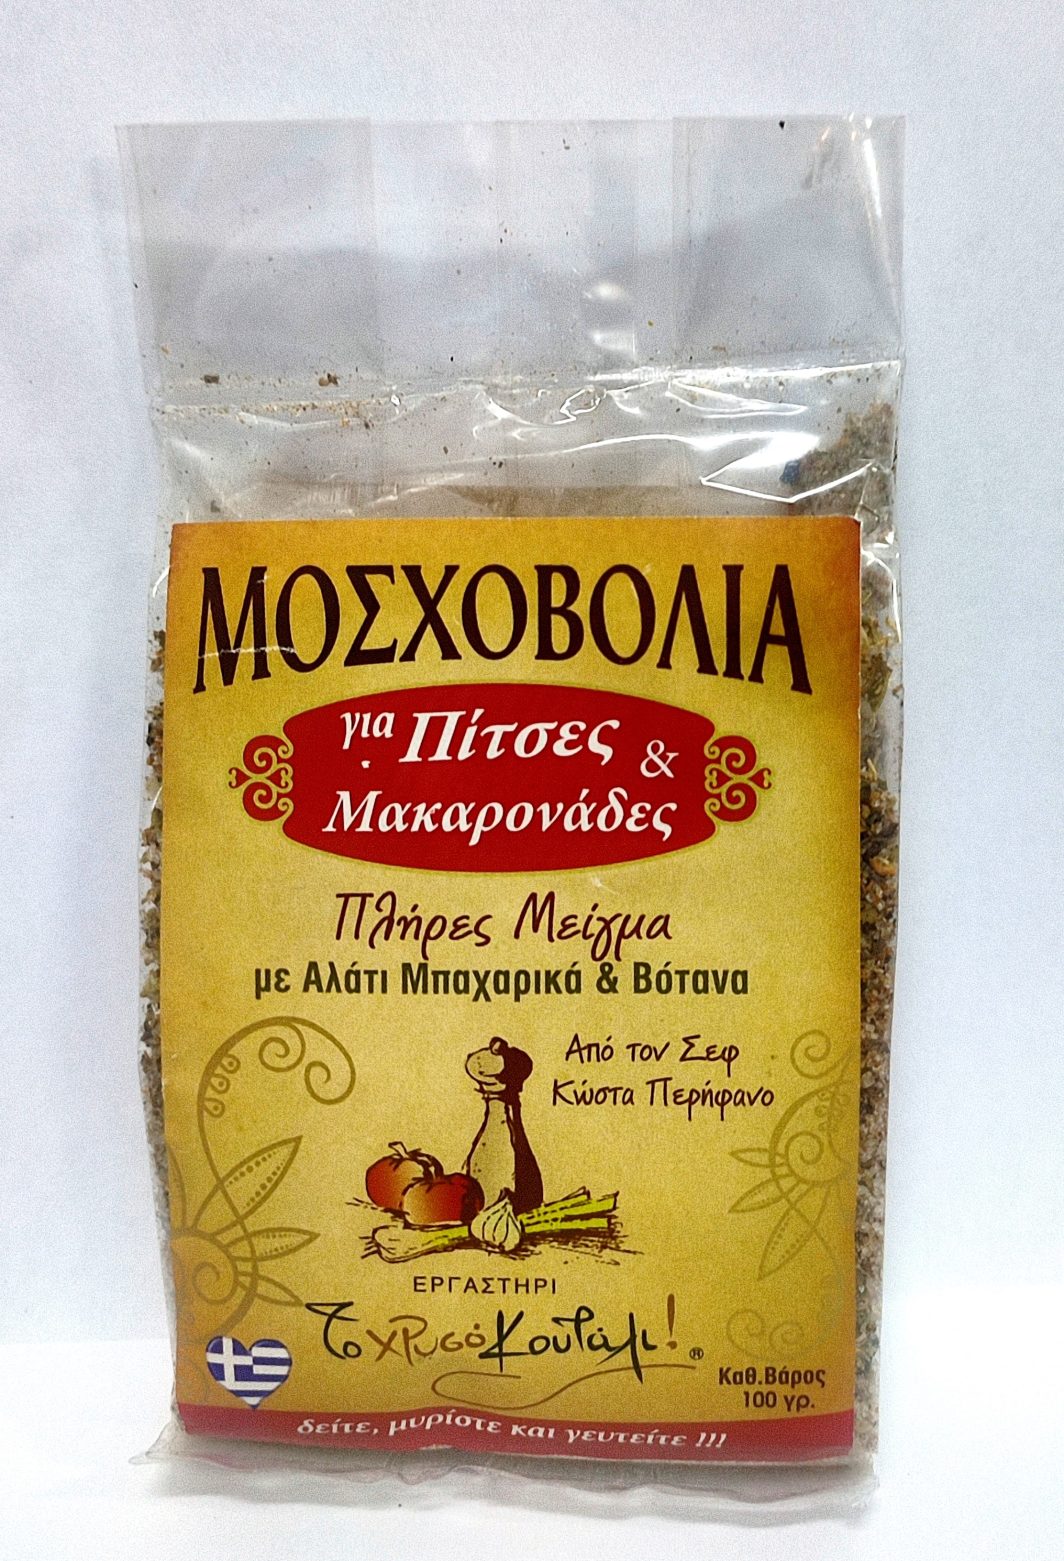 ΜΟΣΧΟΒΟΛΙΑ
για Πίτσες &
Μακαρονάδες
Πλήρες Μείγμα
με Αλάτι Μπαχαρικά & Βότανα
Από τον Σεφ
Κώστα Περήφανο
ΕΡΓΑΣΤΗΡΙ
Το χρυσό Κουτάλι! ®
Καθ.Βάρος
100 γρ.
δείτε, μυρίστε και γευτείτε !!!